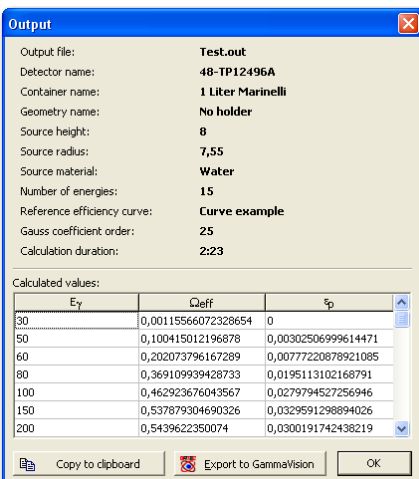 Output
Output file: Test.out
Detector name: 48-TP12496A
Container name: 1 Liter Marinelli
Geometry name: No holder
Source height: 8
Source radius: 7,55
Source material: Water
Number of energies: 15
Reference efficiency curve: Curve example
Gauss coefficient order: 25
Calculation duration: 2:23
Calculated values:
Eγ Ωeff εp
30 0,00115566072328654 0
50 0,100415012196878 0,00302506999614471
60 0,202073796167289 0,00777220878921085
80 0,369109939428733 0,0195113102168791
100 0,462923676043567 0,0279794527256946
150 0,537879304690326 0,0329591298894026
200 0,5439622350074 0,0300191742438219
Copy to clipboard Export to GammaVision OK